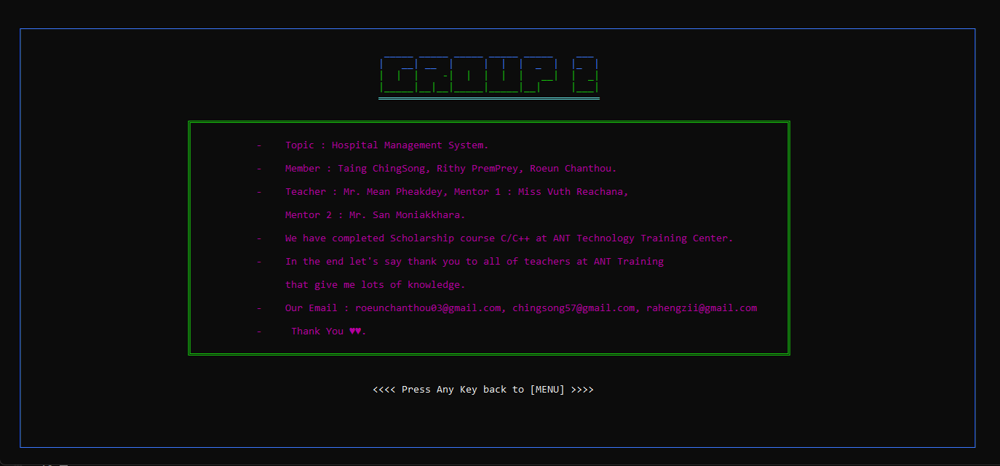 GROUP 2
- Topic : Hospital Management System.
- Member : Taing ChingSong, Rithy PremPrey, Roeun Chanthou.
- Teacher : Mr. Mean Pheakdey, Mentor 1 : Miss Vuth Reachana,
Mentor 2 : Mr. San Moniakkhara.
- We have completed Scholarship course C/C++ at ANT Technology Training Center.
- In the end let's say thank you to all of teachers at ANT Training
that give me lots of knowledge.
- Our Email : roeunchanthou03@gmail.com, chingsong57@gmail.com, rahengzii@gmail.com
- Thank You ♥♥.
<<<< Press Any Key back to [MENU] >>>>